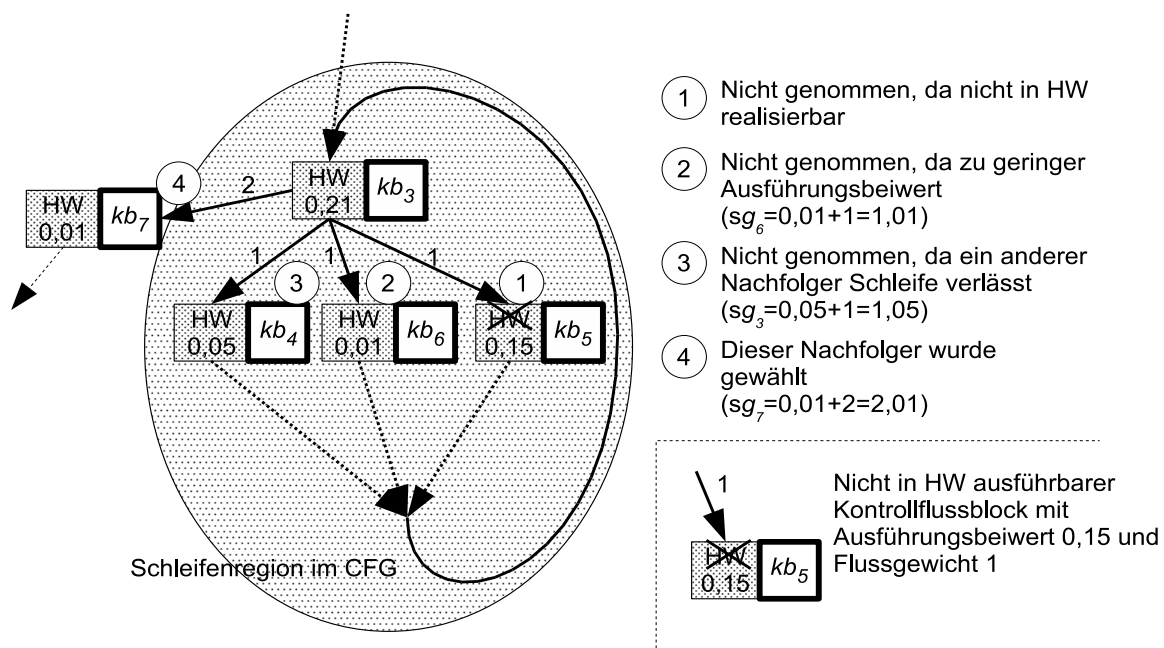 1 Nicht genommen, da nicht in HW
realisierbar
2 Nicht genommen, da zu geringer
Ausführungsbeiwert
(sg6=0,01+1=1,01)
3 Nicht genommen, da ein anderer
Nachfolger Schleife verlässt
(sg3=0,05+1=1,05)
4 Dieser Nachfolger wurde
gewählt
(sg7=0,01+2=2,01)
HW
0,21
kb3
4
2
HW
0,01
kb7
1
1
1
3
2
1
HW
0,05
kb4
HW
0,01
kb6
HW
0,15
kb5
Schleifenregion im CFG
1
HW
0,15
kb5
Nicht in HW ausführbarer
Kontrollflussblock mit
Ausführungsbeiwert 0,15 und
Flussgewicht 1